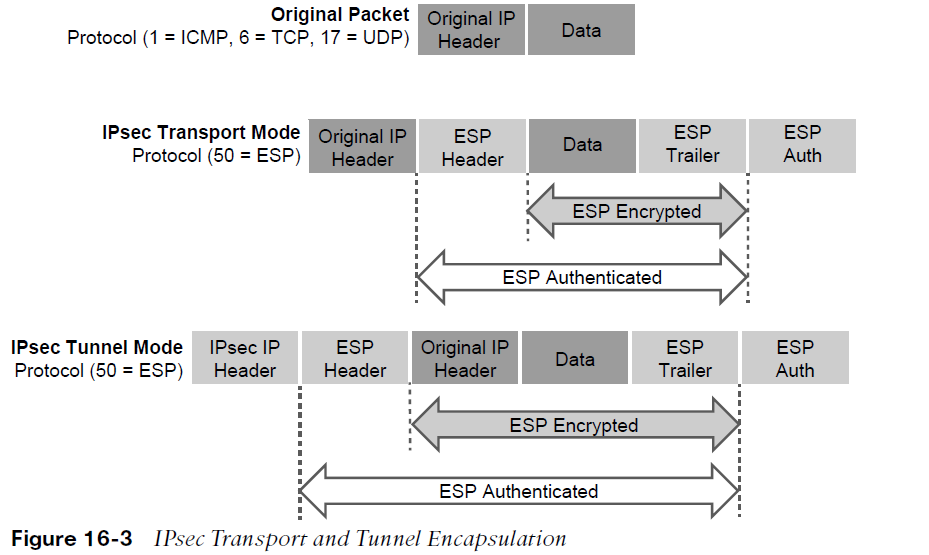 Original Packet
Protocol (1 = ICMP, 6 = TCP, 17 = UDP)
Original IP
Header
Data
IPsec Transport Mode
Protocol (50 = ESP)
Original IP
Header
ESP
Header
Data
ESP
Trailer
ESP
Auth
ESP Encrypted
ESP Authenticated
IPsec Tunnel Mode
Protocol (50 = ESP)
IPsec IP
Header
ESP
Header
Original IP
Header
Data
ESP
Trailer
ESP
Auth
ESP Encrypted
ESP Authenticated
Figure 16-3 IPsec Transport and Tunnel Encapsulation